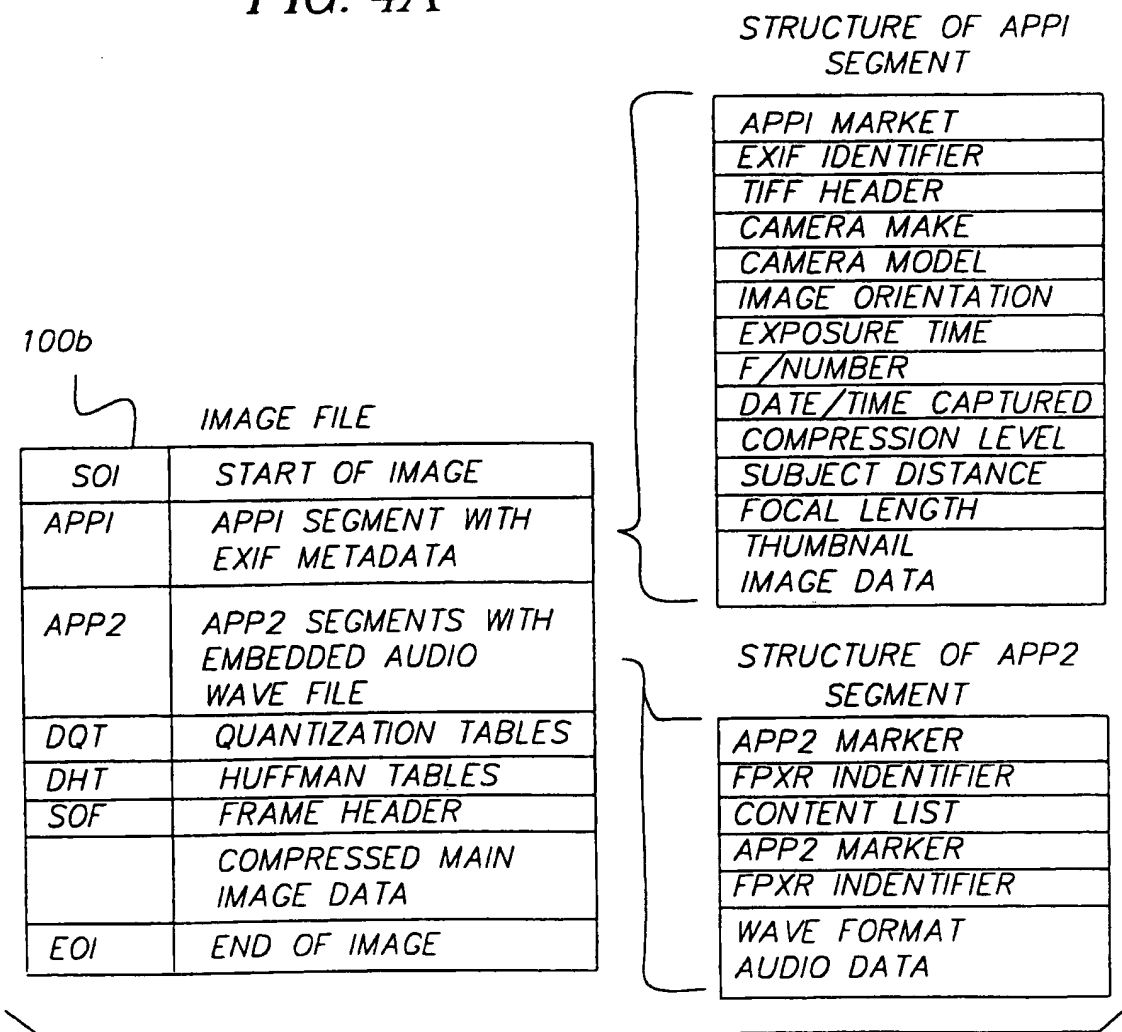 FIG. 4A
STRUCTURE OF APPI
SEGMENT
APPI MARKET
EXIF IDENTIFIER
TIFF HEADER
CAMERA MAKE
CAMERA MODEL
IMAGE ORIENTATION
EXPOSURE TIME
F/NUMBER
DATE/TIME CAPTURED
COMPRESSION LEVEL
SUBJECT DISTANCE
FOCAL LENGTH
THUMBNAIL
IMAGE DATA
100b
IMAGE FILE
SOI START OF IMAGE
APPI APPI SEGMENT WITH
EXIF METADATA
APP2 APP2 SEGMENTS WITH
EMBEDDED AUDIO
WAVE FILE
DQT QUANTIZATION TABLES
DHT HUFFMAN TABLES
SOF FRAME HEADER
COMPRESSED MAIN
IMAGE DATA
EOI END OF IMAGE
STRUCTURE OF APP2
SEGMENT
APP2 MARKER
FPXR INDENTIFIER
CONTENT LIST
APP2 MARKER
FPXR INDENTIFIER
WAVE FORMAT
AUDIO DATA